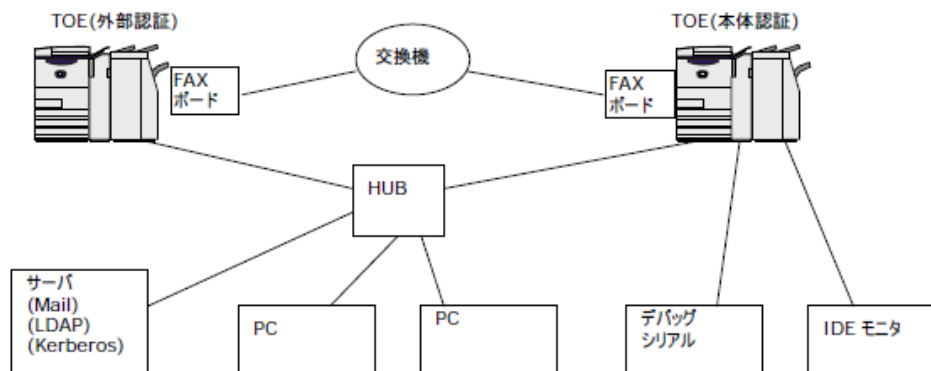 TOE(外部認証)
TOE(本体認証)
交換機
FAX
ボード
FAX
ボード
HUB
サーバ
(Mail)
(LDAP)
(Kerberos)
PC
PC
デバッグ
シリアル
IDE モニタ